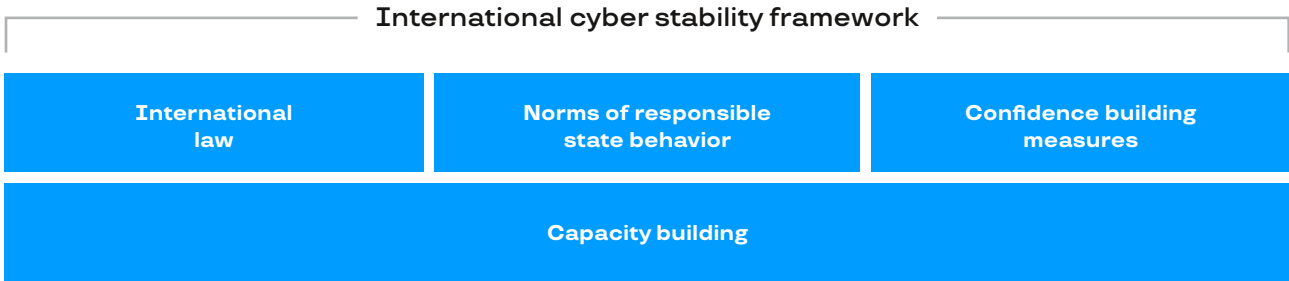 International cyber stability framework
International
law
Norms of responsible
state behavior
Confidence building
measures
Capacity building